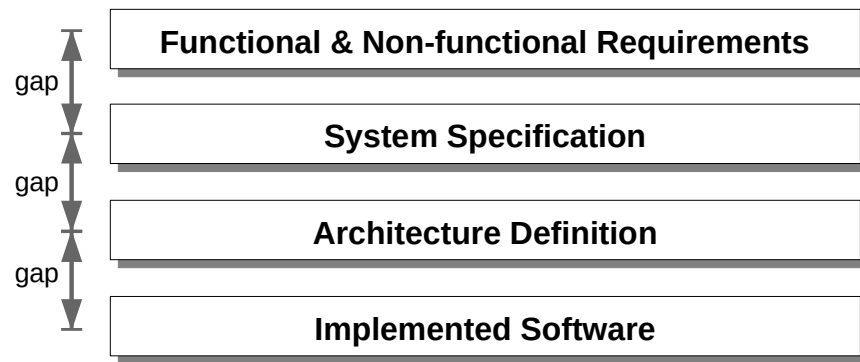 Functional & Non-functional Requirements
gap
System Specification
gap
Architecture Definition
gap
Implemented Software